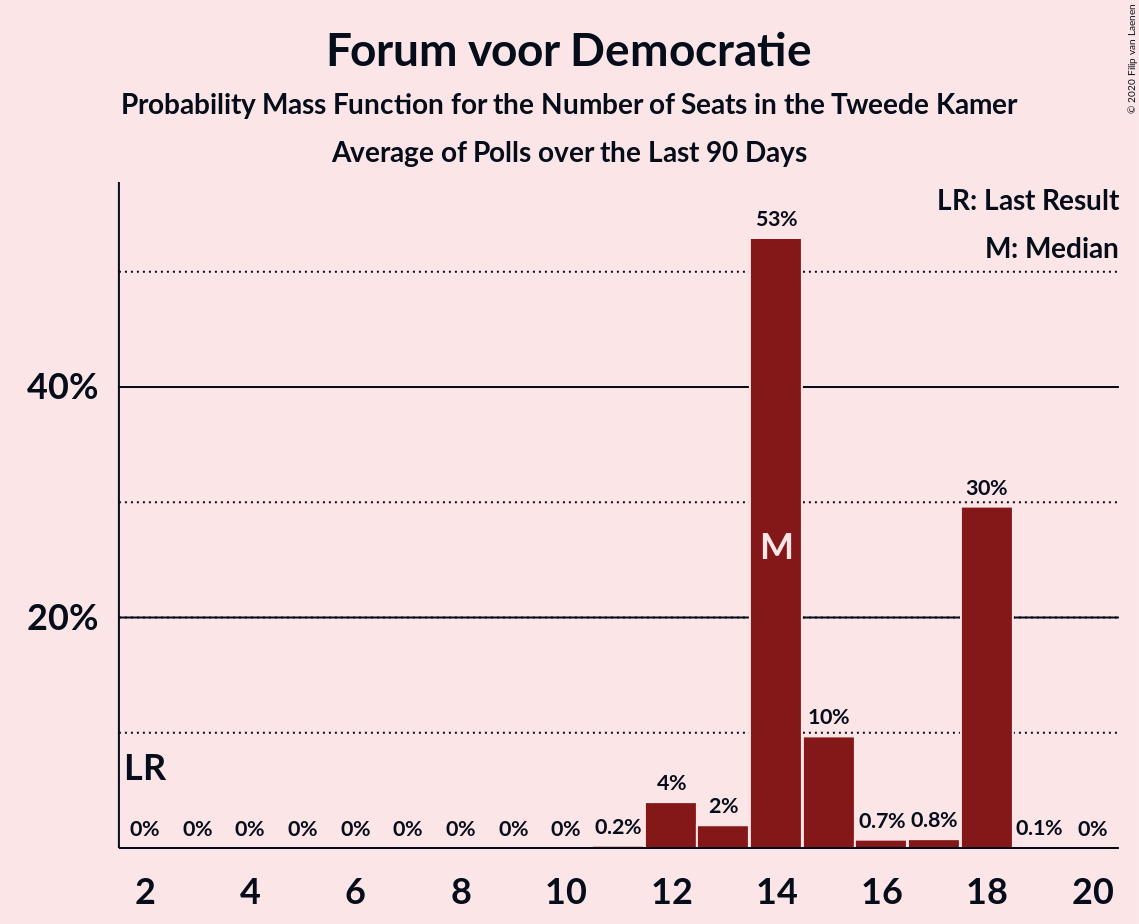 © 2020 Filip van Laenen
Forum voor Democratie
Probability Mass Function for the Number of Seats in the Tweede Kamer
Average of Polls over the Last 90 Days
LR: Last Result
M: Median
53%
40%
30%
M
20%
10%
LR
4%
2%
0% 0% 0% 0% 0% 0% 0% 0% 0% 0.2% 0.7% 0.8% 0.1% 0%
2 4 6 8 10 12 14 16 18 20